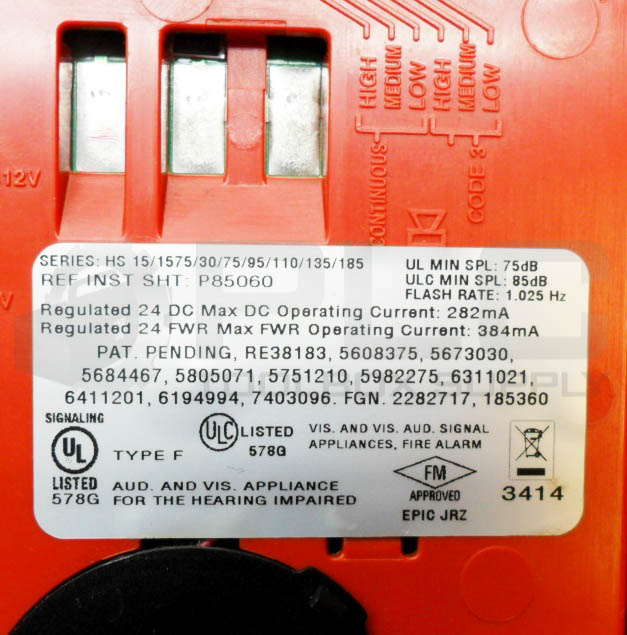 HIGH
MEDIUM
LOW
HIGH
MEDIUM
LOW
CONTINUOUS
CODE 3
12V
V
SERIES: HS 15/1575/30/75/95/110/135/185
REF INST SHT: P85060
UL MIN SPL: 75dB
ULC MIN SPL: 85dB
FLASH RATE: 1.025 Hz
Regulated 24 DC Max DC Operating Current: 282mA
Regulated 24 FWR Max FWR Operating Current: 384mA
PAT. PENDING, RE38183, 5608375, 5673030,
5684467, 5805071, 5751210, 5982275, 6311021,
6411201, 6194994, 7403096. FGN. 2282717, 185360
SIGNALING
UL
LISTED
578G
TYPE F
ULC LISTED
578G
VIS. AND VIS. AUD. SIGNAL
APPLIANCES, FIRE ALARM
AUD. AND VIS. APPLIANCE
FOR THE HEARING IMPAIRED
FM
APPROVED
EPIC JRZ
3414
PLC
TOOLBOX SUPPLY